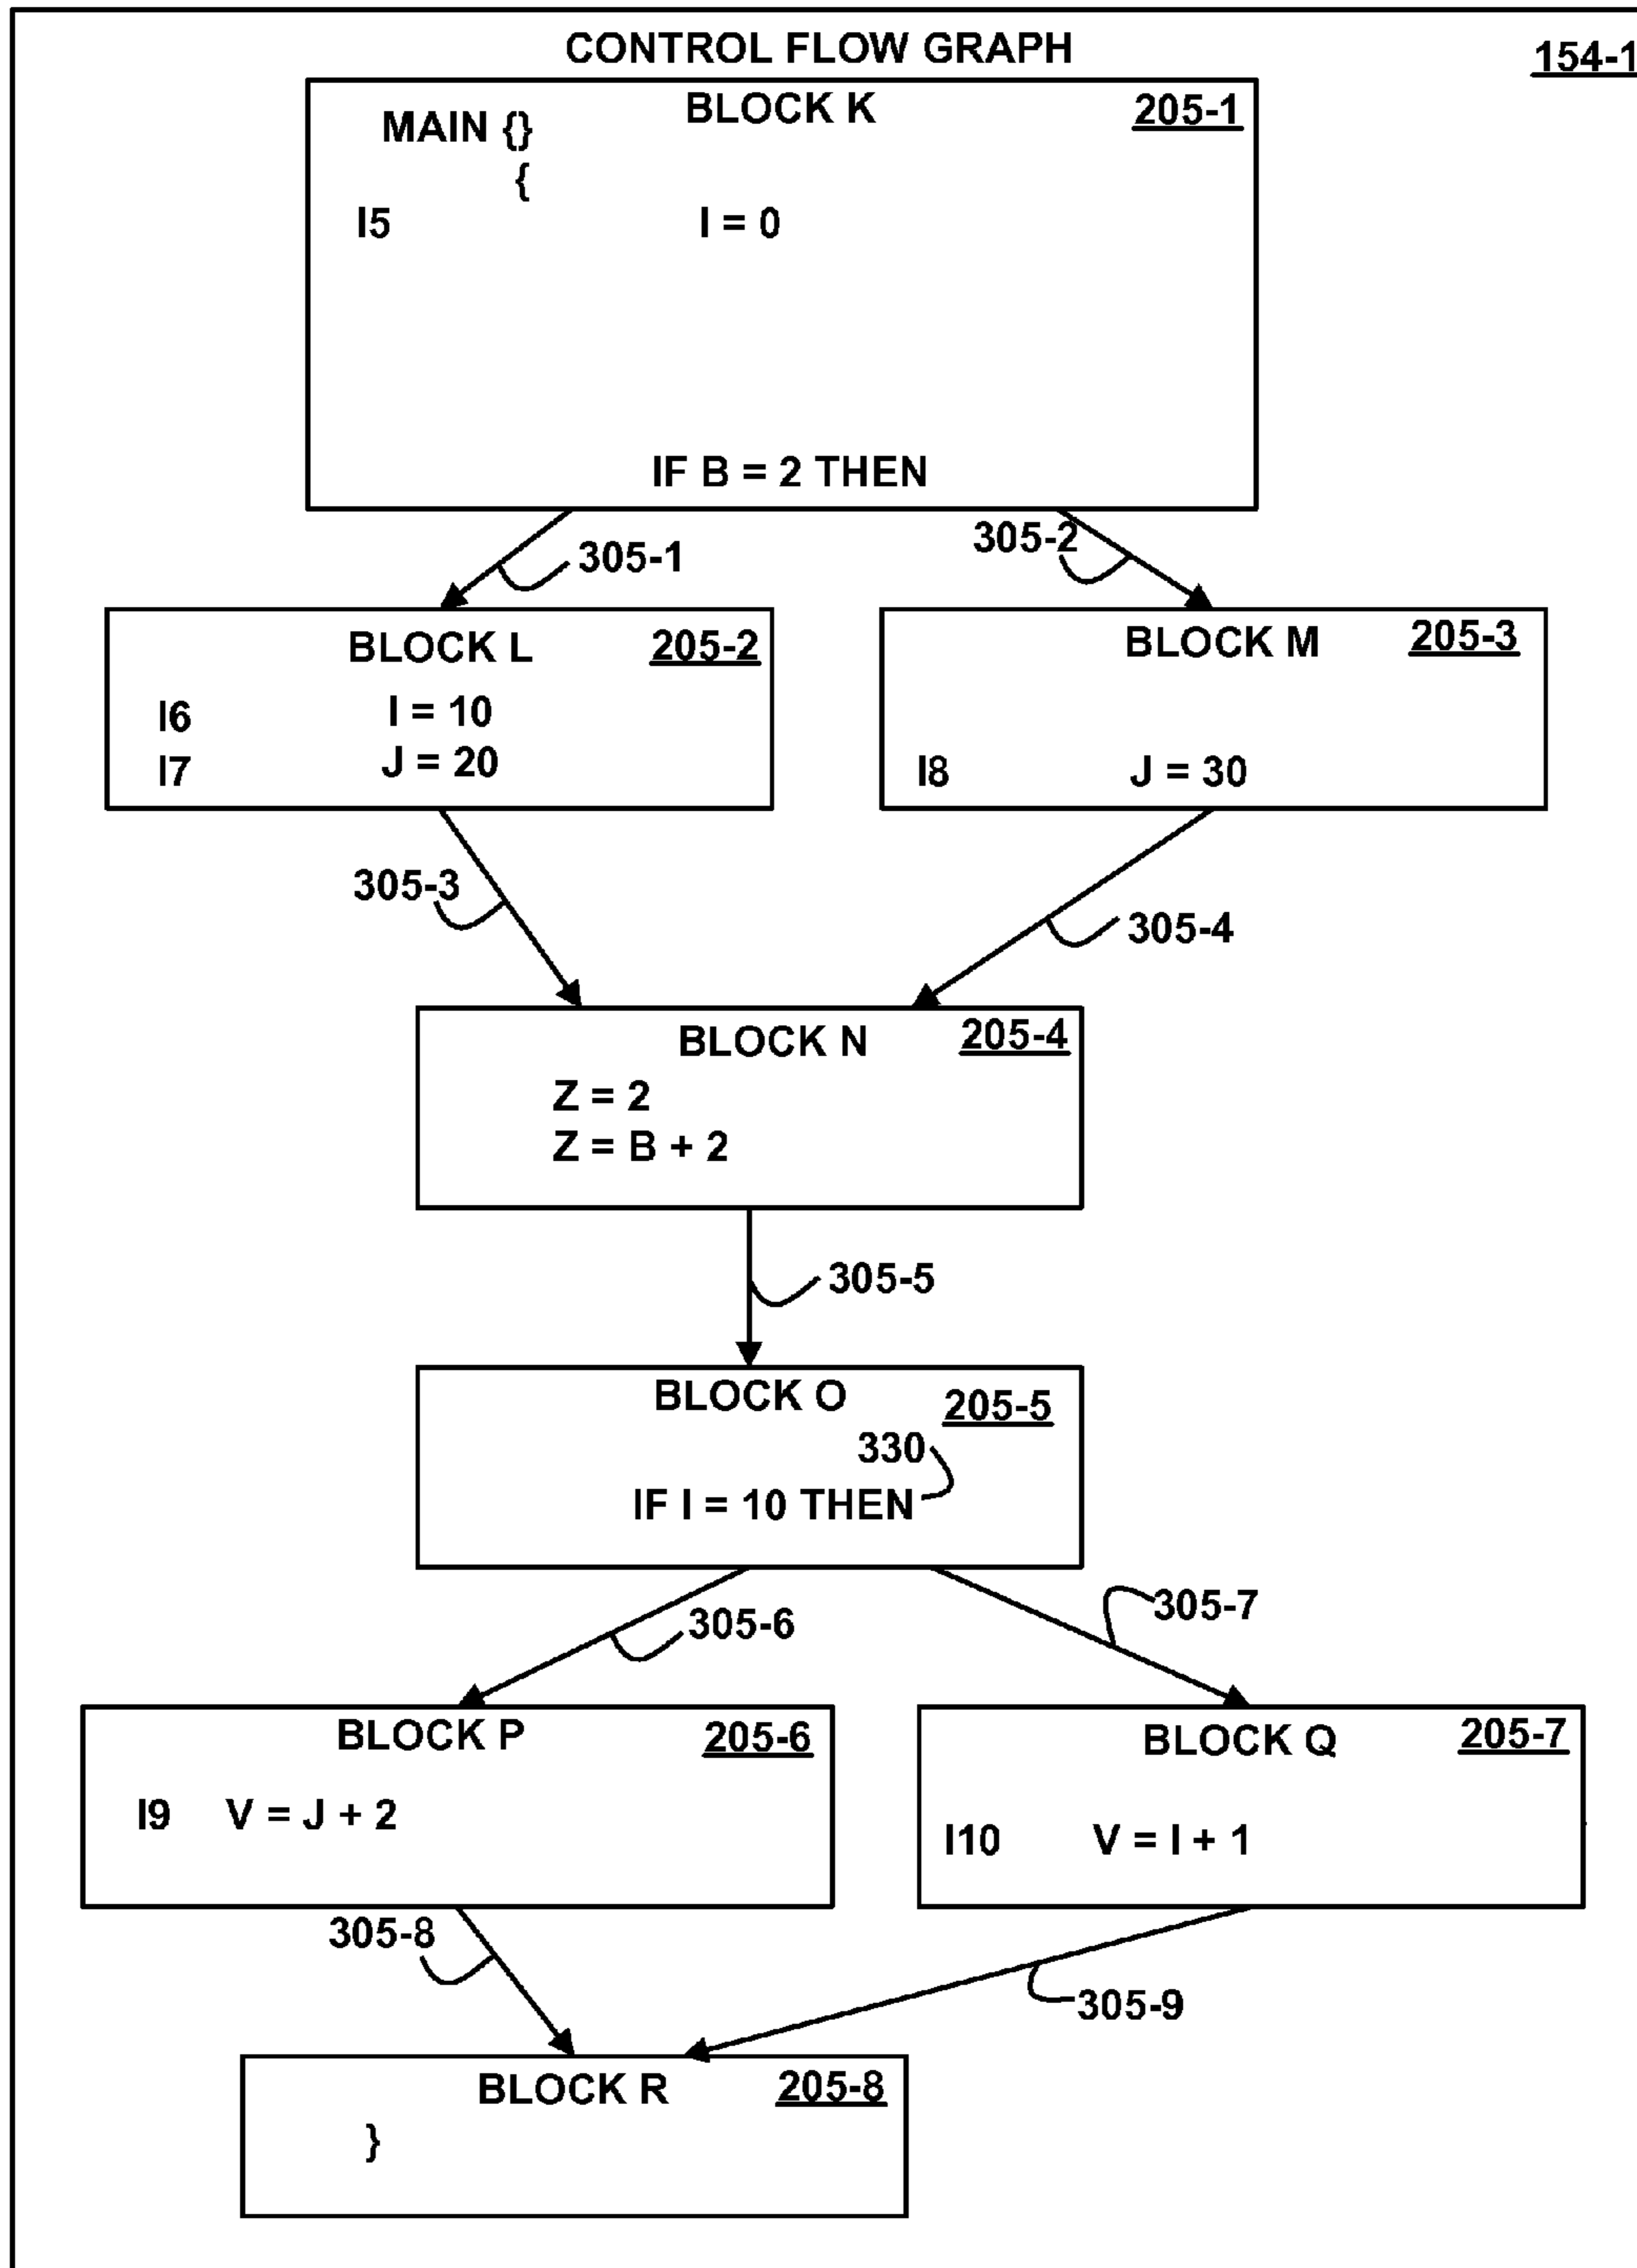 CONTROL FLOW GRAPH
154-1
BLOCK K
205-1
MAIN {}
{
I5 I = 0
IF B = 2 THEN
305-1
305-2
BLOCK L
205-2
I6 I = 10
I7 J = 20
BLOCK M
205-3
I8 J = 30
305-3
305-4
BLOCK N
205-4
Z = 2
Z = B + 2
305-5
BLOCK O
205-5
330
IF I = 10 THEN
305-6
305-7
BLOCK P
205-6
I9 V = J + 2
BLOCK Q
205-7
I10 V = I + 1
305-8
305-9
BLOCK R
205-8
}